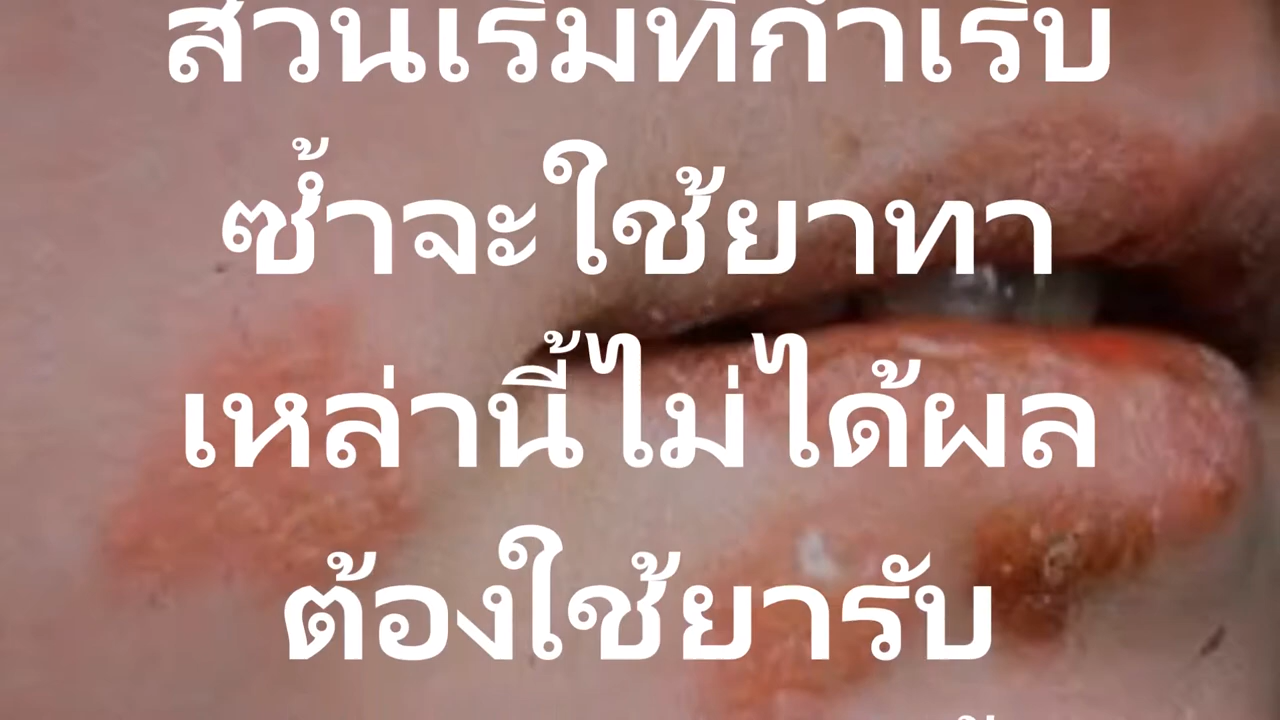 ส่วนเริมที่กำเริบ
ซ้ำจะใช้ยาทา
เหล่านี้ไม่ได้ผล
ต้องใช้ยารับ